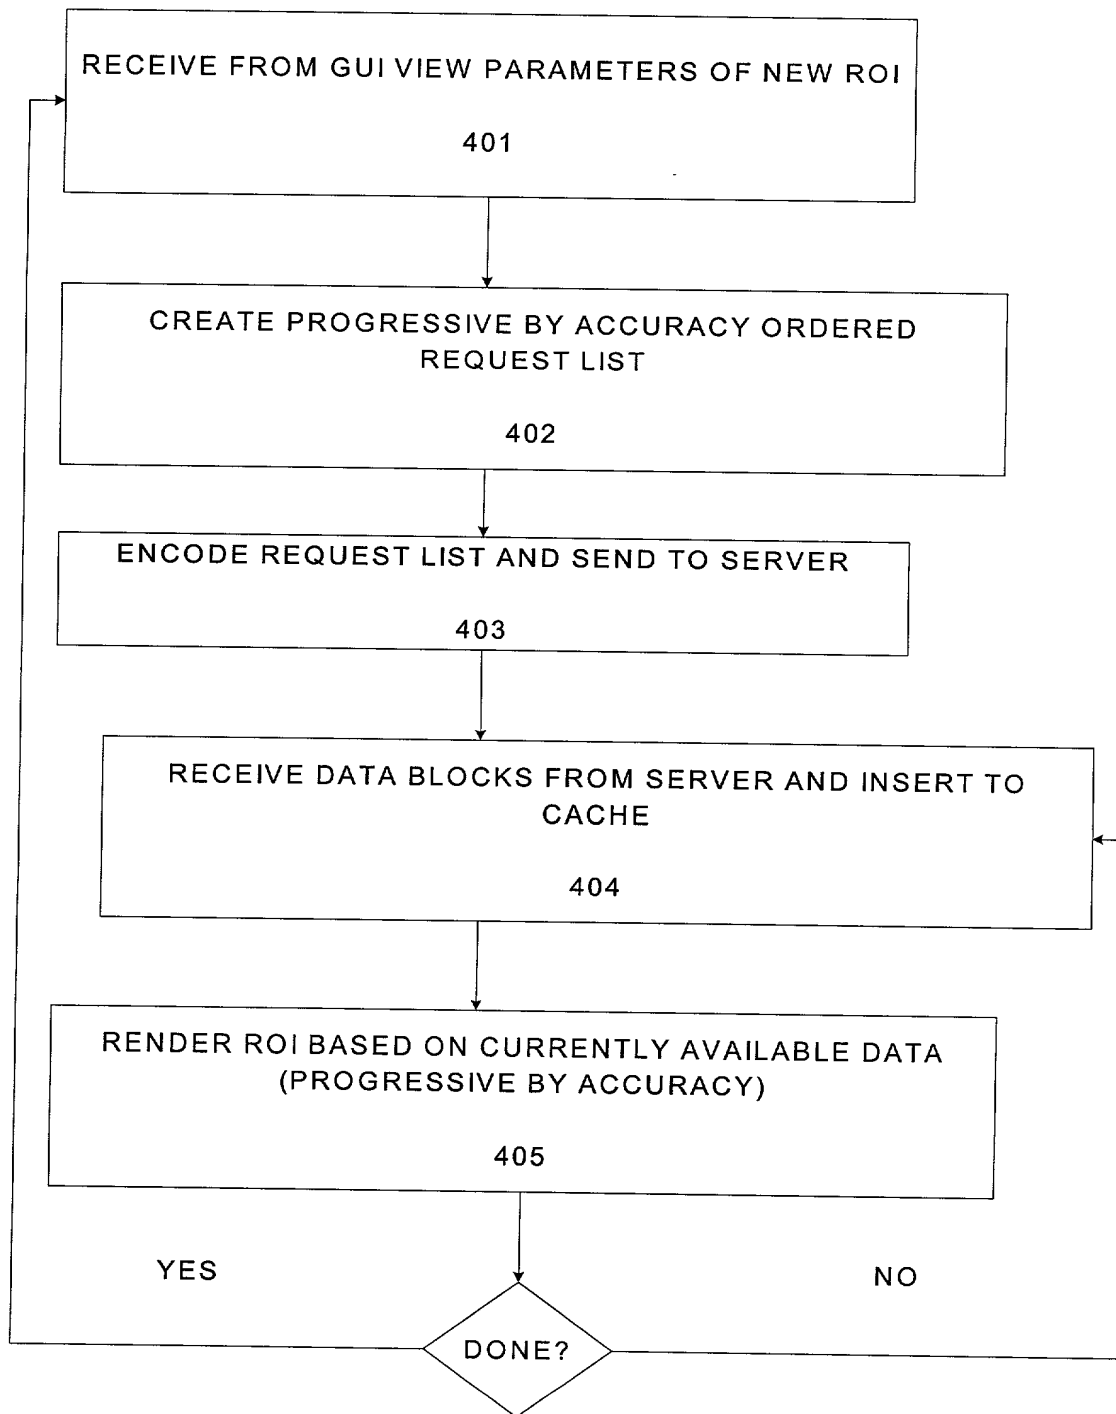 RECEIVE FROM GUI VIEW PARAMETERS OF NEW ROI
401
CREATE PROGRESSIVE BY ACCURACY ORDERED
REQUEST LIST
402
ENCODE REQUEST LIST AND SEND TO SERVER
403
RECEIVE DATA BLOCKS FROM SERVER AND INSERT TO
CACHE
404
RENDER ROI BASED ON CURRENTLY AVAILABLE DATA
(PROGRESSIVE BY ACCURACY)
405
YES
NO
DONE?